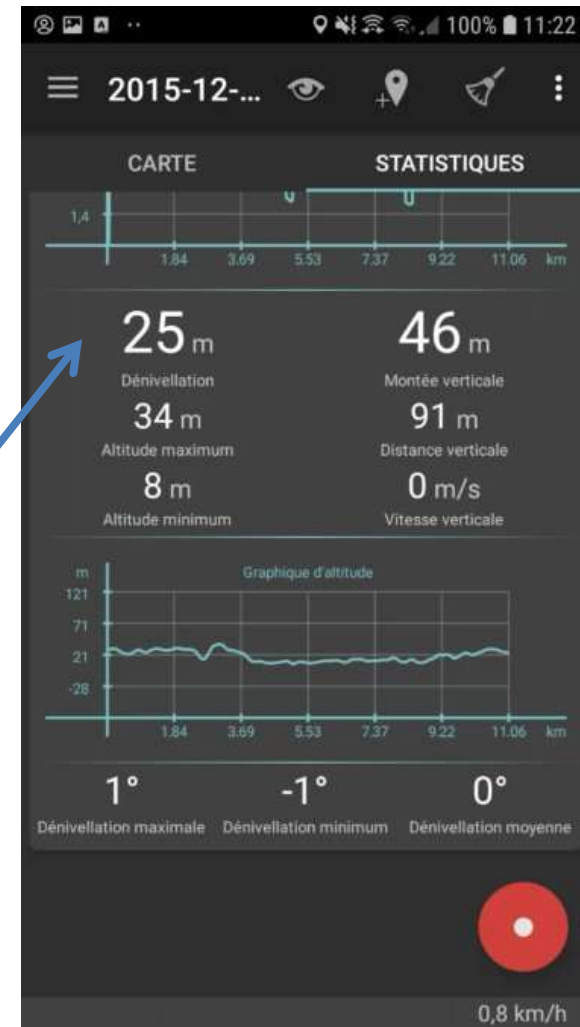 100% 11:22
2015-12-...
CARTE STATISTIQUES
1,4
1.84 3.69 5.53 7.37 9.22 11.06 km
25 m 46 m
Dénivellation Montée verticale
34 m 91 m
Altitude maximum Distance verticale
8 m 0 m/s
Altitude minimum Vitesse verticale
m Graphique d'altitude
121
71
21
-28
1.84 3.69 5.53 7.37 9.22 11.06 km
1° -1° 0°
Dénivellation maximale Dénivellation minimum Dénivellation moyenne
0,8 km/h